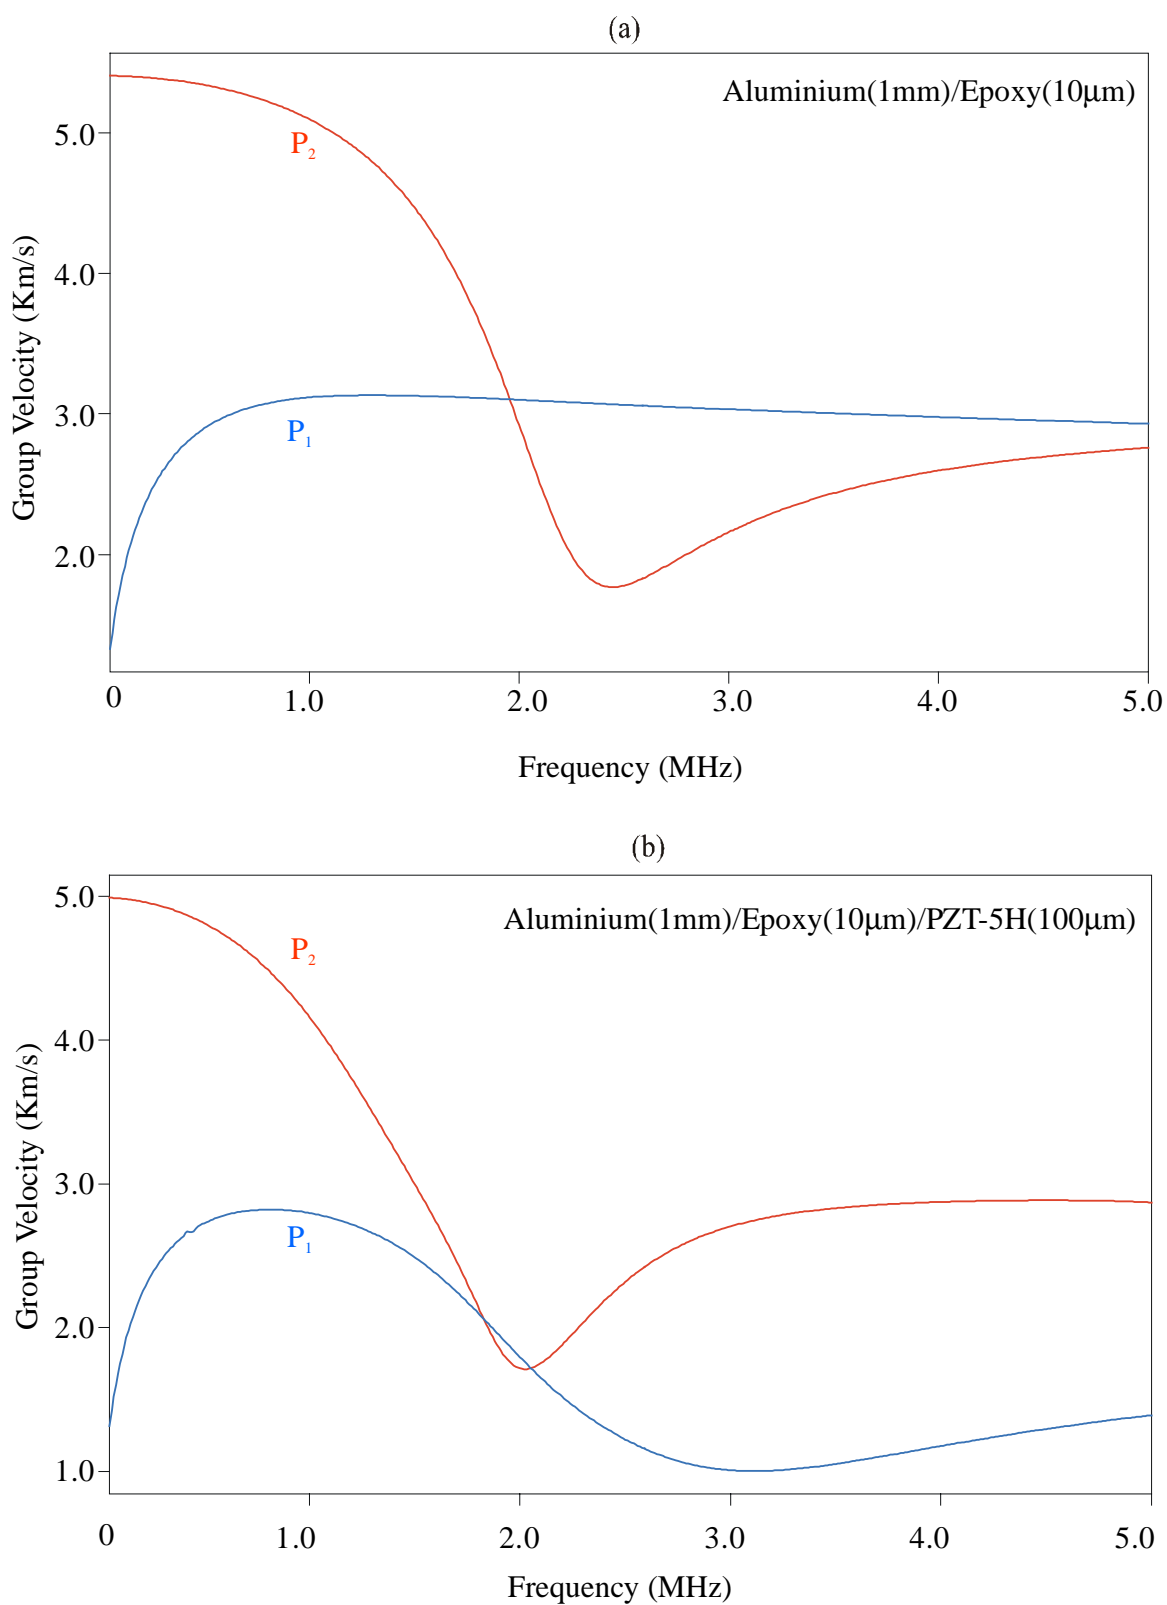 (a)
Aluminium(1mm)/Epoxy(10μm)
5.0
4.0
3.0
2.0
P₂
P₁
Group Velocity (Km/s)
0 1.0 2.0 3.0 4.0 5.0
Frequency (MHz)
(b)
Aluminium(1mm)/Epoxy(10μm)/PZT-5H(100μm)
5.0
4.0
3.0
2.0
1.0
P₂
P₁
Group Velocity (Km/s)
0 1.0 2.0 3.0 4.0 5.0
Frequency (MHz)